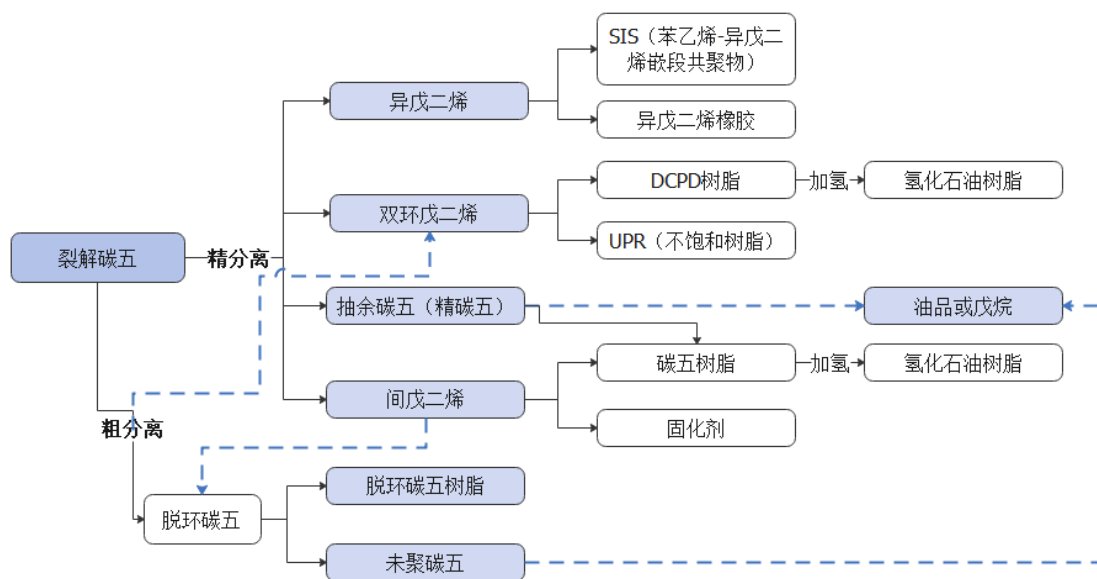 SIS（苯乙烯-异戊二
烯嵌段共聚物）
异戊二烯
异戊二烯橡胶
DCPD树脂
加氢
氢化石油树脂
双环戊二烯
UPR（不饱和树脂）
裂解碳五
精分离
抽余碳五（精碳五）
油品或戊烷
碳五树脂
加氢
氢化石油树脂
间戊二烯
固化剂
粗分离
脱环碳五树脂
脱环碳五
未聚碳五